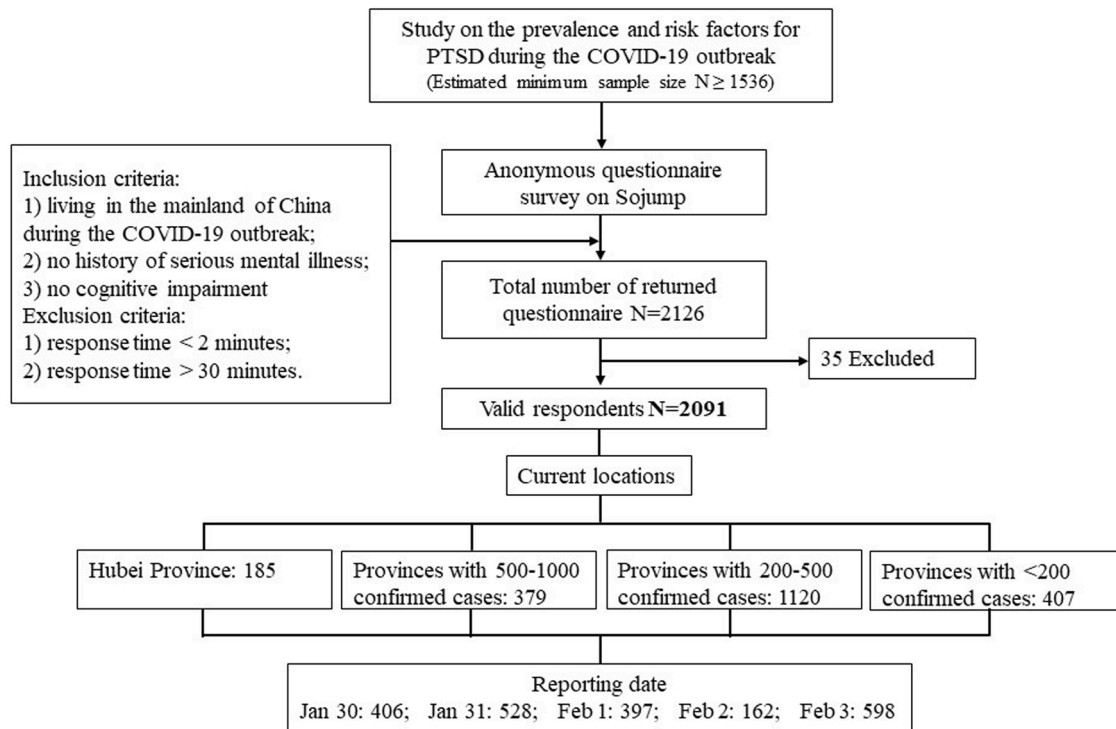 Study on the prevalence and risk factors for
PTSD during the COVID-19 outbreak
(Estimated minimum sample size N ≥ 1536)
Anonymous questionnaire
survey on Sojump
Inclusion criteria:
1) living in the mainland of China
during the COVID-19 outbreak;
2) no history of serious mental illness;
3) no cognitive impairment
Exclusion criteria:
1) response time < 2 minutes;
2) response time > 30 minutes.
Total number of returned
questionnaire N=2126
35 Excluded
Valid respondents N=2091
Current locations
Hubei Province: 185
Provinces with 500-1000
confirmed cases: 379
Provinces with 200-500
confirmed cases: 1120
Provinces with <200
confirmed cases: 407
Reporting date
Jan 30: 406; Jan 31: 528; Feb 1: 397; Feb 2: 162; Feb 3: 598